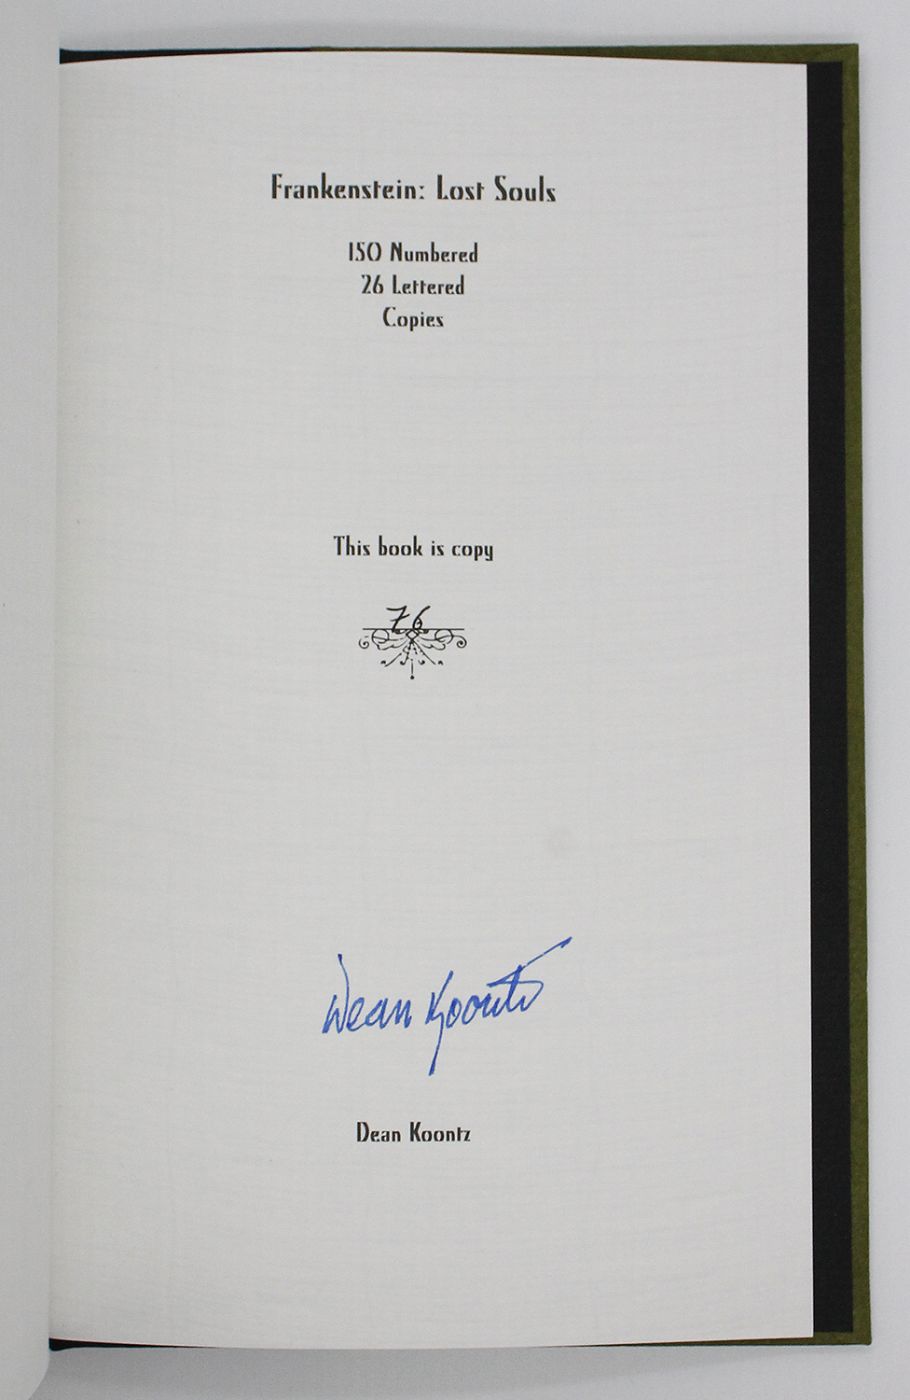 Frankenstein: Lost Souls
150 Numbered
26 Lettered
Copies
This book is copy
76
Dean Koontz
Dean Koontz